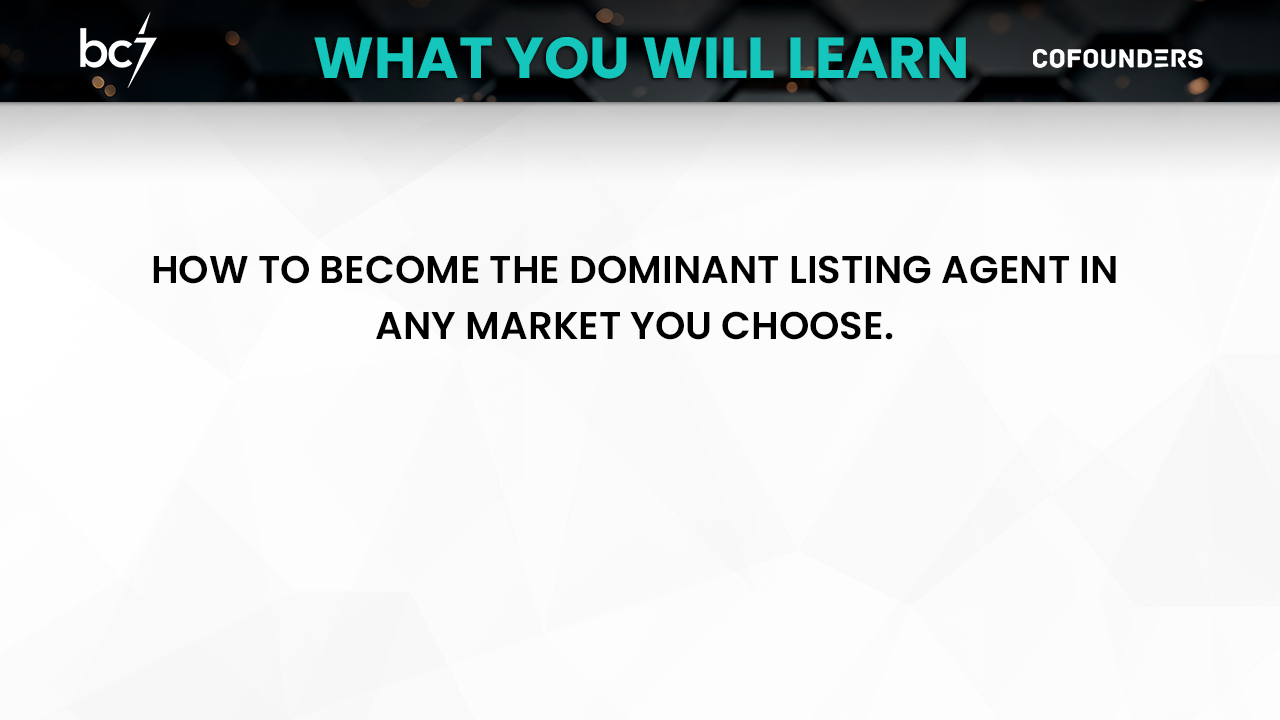 bc7
WHAT YOU WILL LEARN
COFOUNDERS
HOW TO BECOME THE DOMINANT LISTING AGENT IN
ANY MARKET YOU CHOOSE.